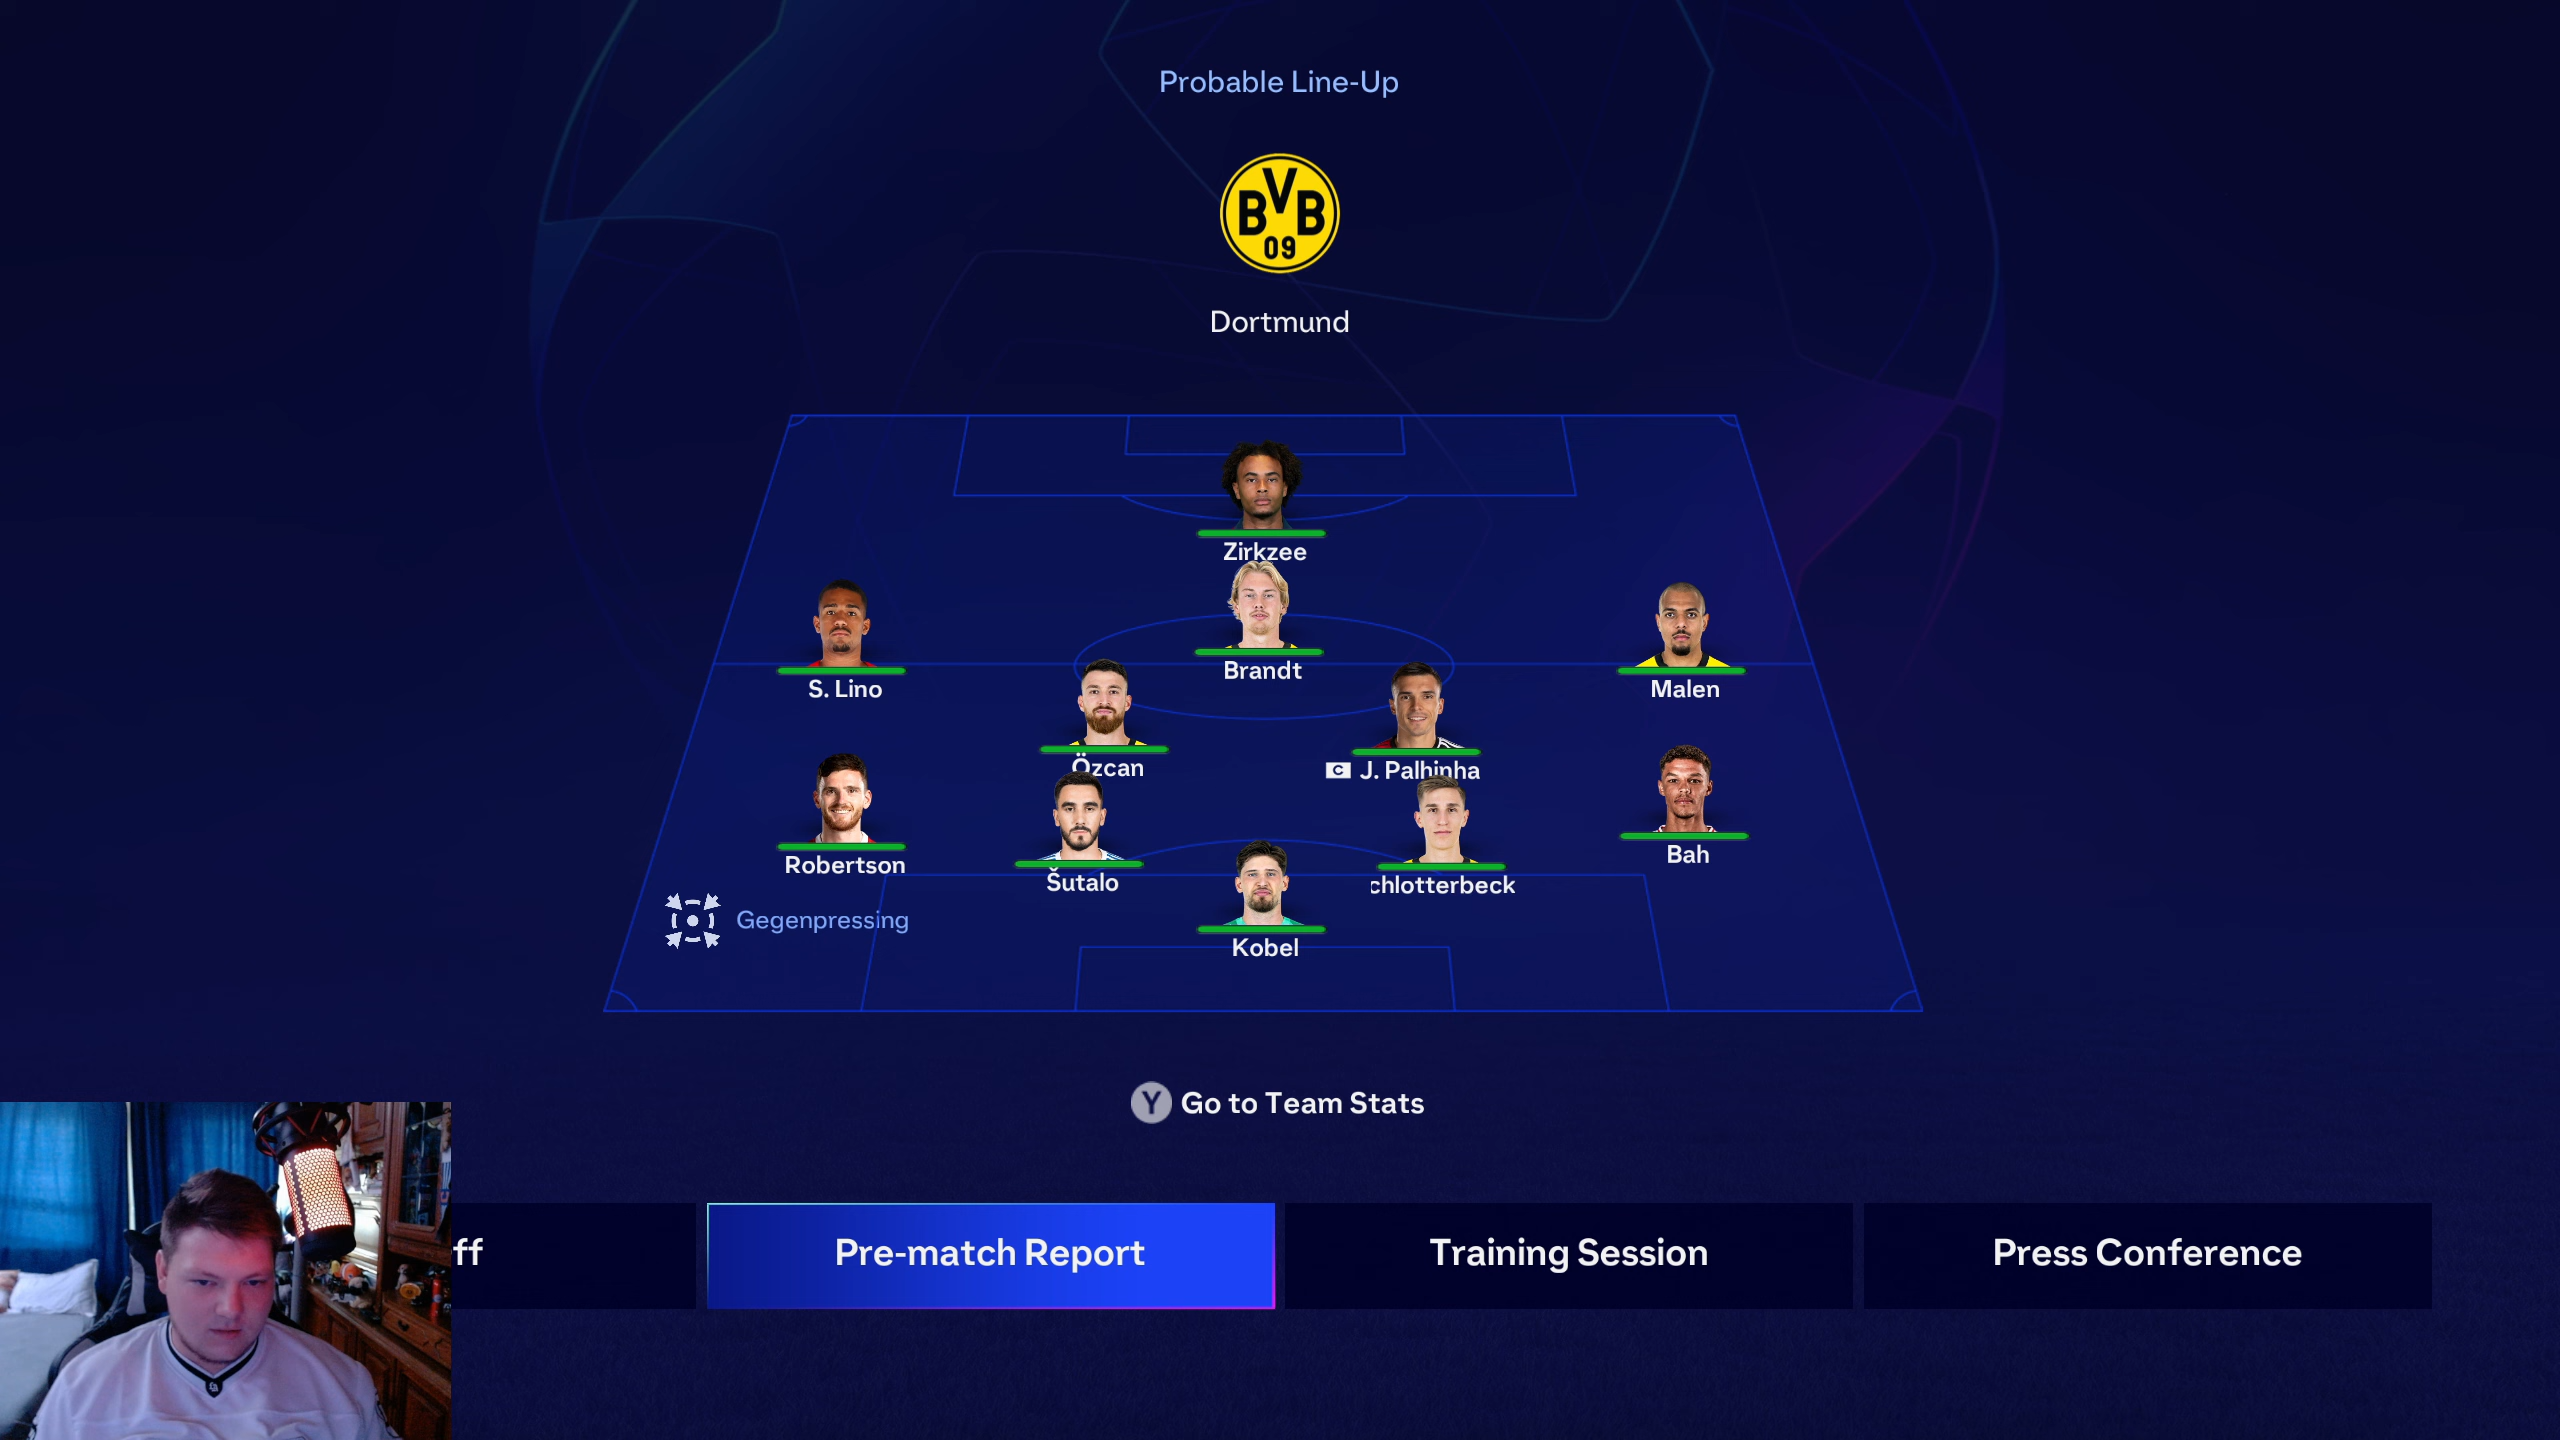 Probable Line-Up
BVB
09
Dortmund
Zirkzee
Brandt
S. Lino
Malen
Özcan
C J. Palhinha
Robertson
Šutalo
chlotterbeck
Bah
Gegenpressing
Kobel
Y Go to Team Stats
ff
Pre-match Report
Training Session
Press Conference